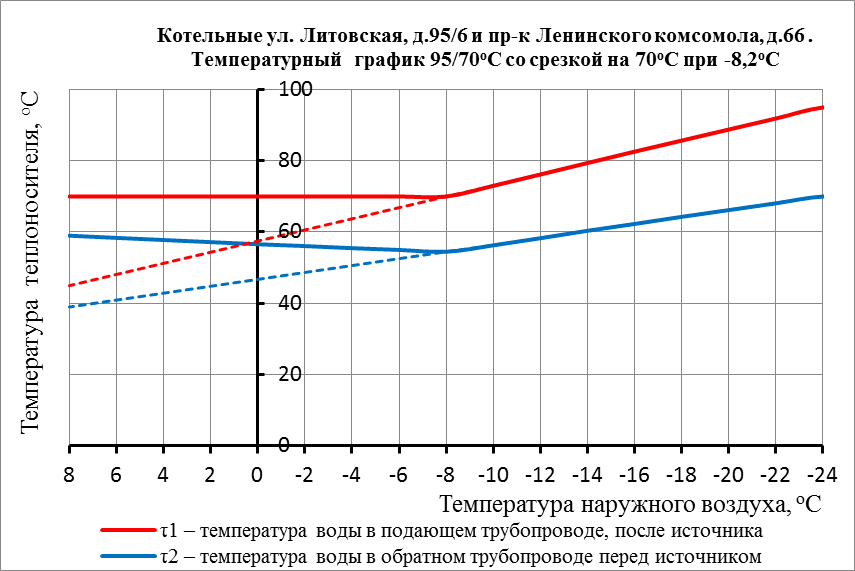 Котельные ул. Литовская, д.95/6 и пр-к Ленинского комсомола, д.66 .
Температурный график 95/70°С со срезкой на 70°С при -8,2°С
Температура теплоносителя, °С
100
80
60
40
20
0
8 6 4 2 0 -2 -4 -6 -8 -10 -12 -14 -16 -18 -20 -22 -24
Температура наружного воздуха, °С
τ1 – температура воды в подающем трубопроводе, после источника
τ2 – температура воды в обратном трубопроводе перед источником